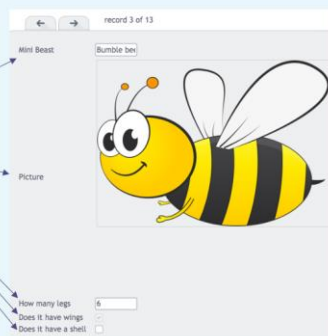 record 3 of 13
Mini Beast Bumble bee
Picture
How many legs 6
Does it have wings
Does it have a shell